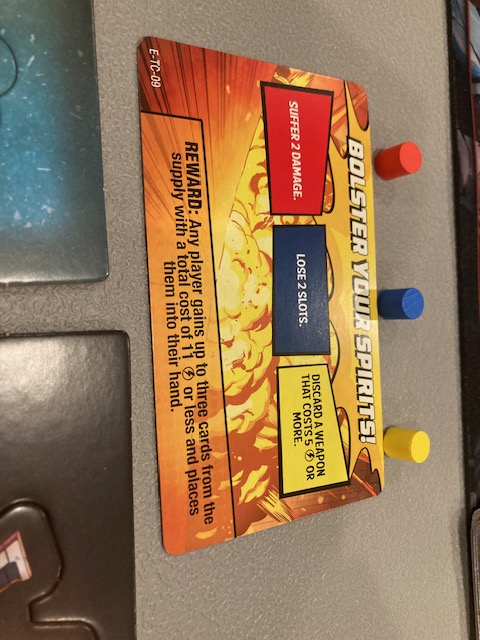 BOLSTER YOUR SPIRITS!
SUFFER 2 DAMAGE.
LOSE 2 SLOTS.
DISCARD A WEAPON
THAT COSTS 5 OR
MORE.
REWARD: Any player gains up to three cards from the
supply with a total cost of 11 or less and places
them into their hand.
E-TC-09